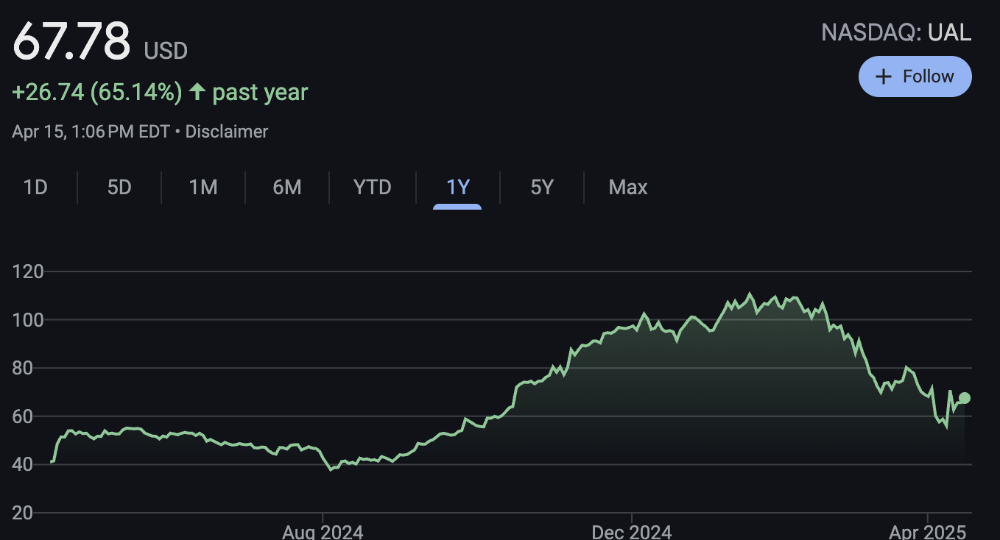 67.78 USD
NASDAQ: UAL
+ Follow
+26.74 (65.14%) ↑ past year
Apr 15, 1:06 PM EDT • Disclaimer
1D 5D 1M 6M YTD 1Y 5Y Max
120
100
80
60
40
20
Aug 2024 Dec 2024 Apr 2025